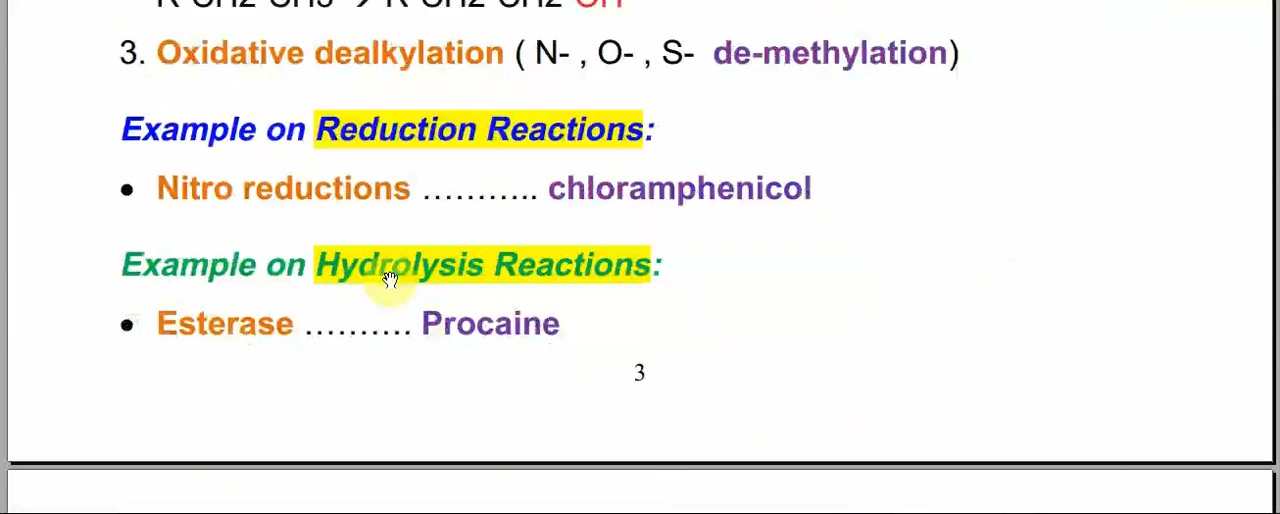 3. Oxidative dealkylation ( N- , O- , S-  de-methylation)
Example on Reduction Reactions:
• Nitro reductions ……….. chloramphenicol
Example on Hydrolysis Reactions:
• Esterase ………. Procaine
3